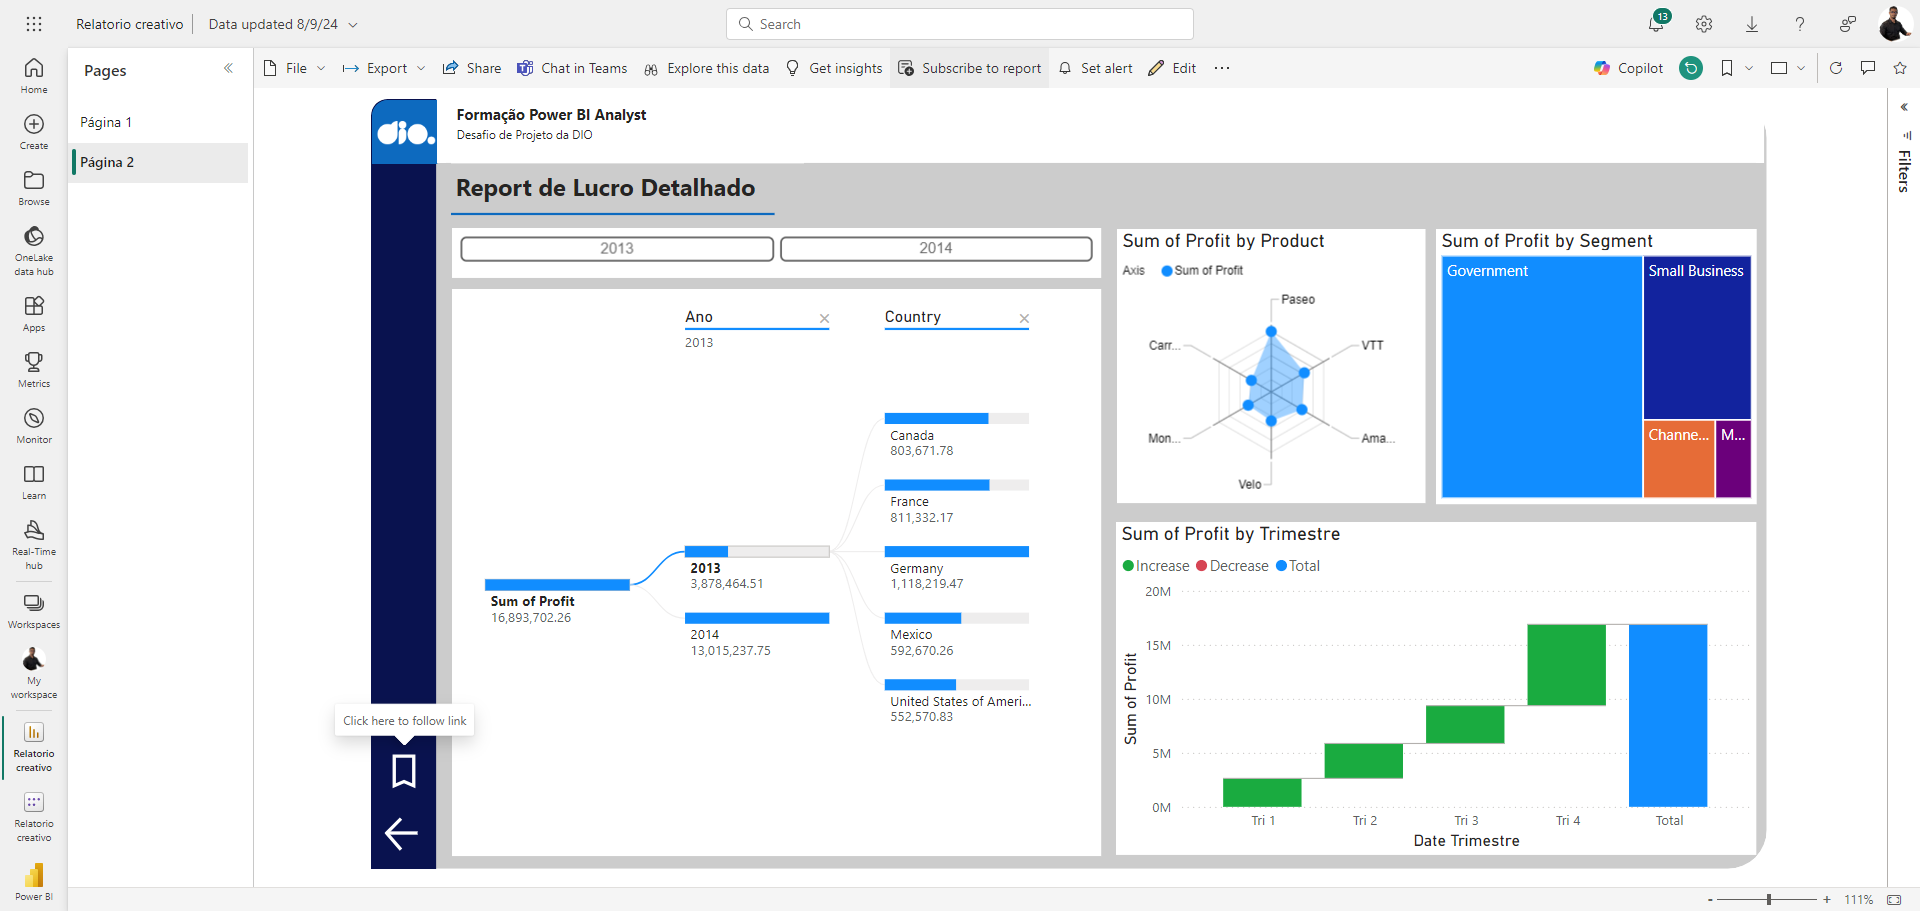 Relatorio creativo
Data updated 8/9/24
Search
13
Home
Create
Browse
OneLake
data hub
Apps
Metrics
Monitor
Learn
Real-Time
hub
Workspaces
My
workspace
Relatorio
creativo
Relatorio
creativo
Power BI
Pages
Página 1
Página 2
File
Export
Share
Chat in Teams
Explore this data
Get insights
Subscribe to report
Set alert
Edit
Copilot
Filters
dio.
Formação Power BI Analyst
Desafio de Projeto da DIO
Report de Lucro Detalhado
2013
2014
Ano
2013
Country
Sum of Profit
16,893,702.26
2013
3,878,464.51
2014
13,015,237.75
Canada
803,671.78
France
811,332.17
Germany
1,118,219.47
Mexico
592,670.26
United States of Ameri...
552,570.83
Click here to follow link
Sum of Profit by Product
Axis
Sum of Profit
Paseo
VTT
Ama...
Velo
Mon...
Carr...
Sum of Profit by Segment
Government
Small Business
Channe...
M...
Sum of Profit by Trimestre
Increase
Decrease
Total
Sum of Profit
20M
15M
10M
5M
0M
Tri 1
Tri 2
Tri 3
Tri 4
Total
Date Trimestre
- + 111%